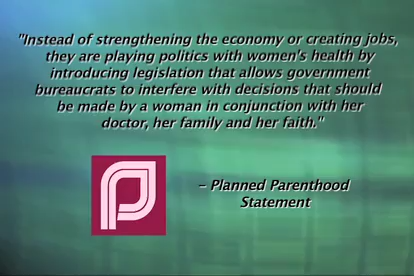 "Instead of strengthening the economy or creating jobs,
they are playing politics with women's health by
introducing legislation that allows government
bureaucrats to interfere with decisions that should
be made by a woman in conjunction with her
doctor, her family and her faith."
– Planned Parenthood
Statement